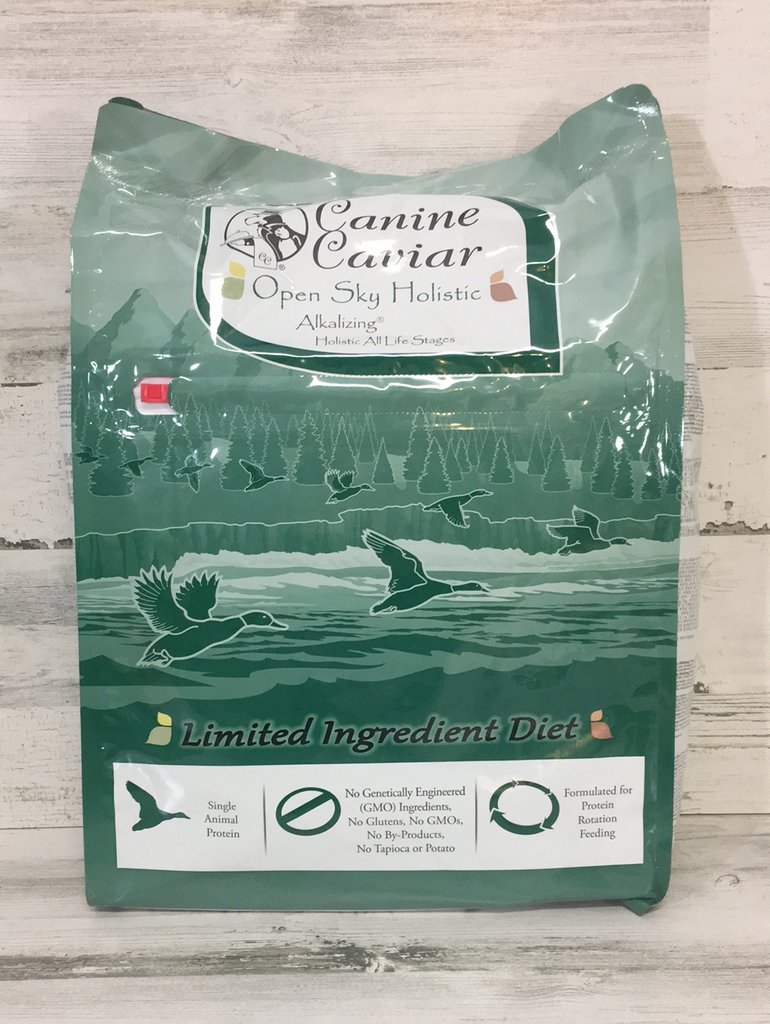 Canine
Caviar
CC®
Open Sky Holistic
Alkalizing®
Holistic All Life Stages
Limited Ingredient Diet
Single
Animal
Protein
No Genetically Engineered
(GMO) Ingredients,
No Glutens, No GMOs,
No By-Products,
No Tapioca or Potato
Formulated for
Protein
Rotation
Feeding